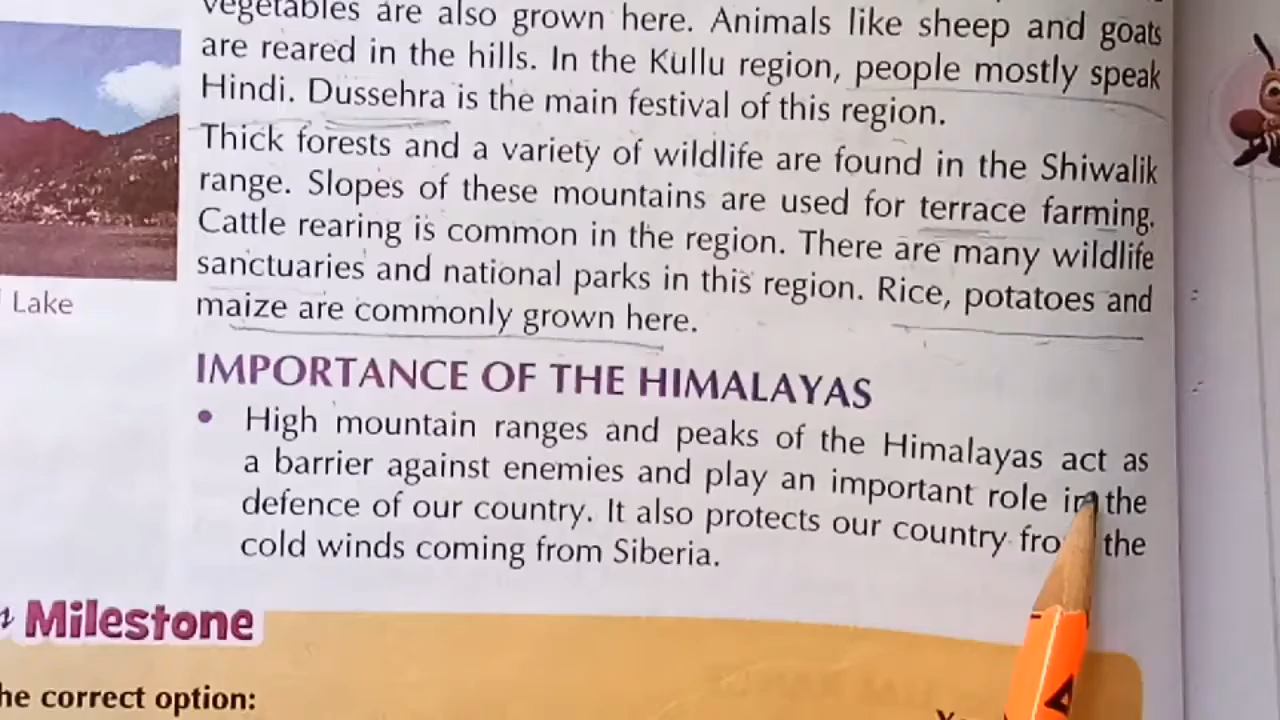 vegetables are also grown here. Animals like sheep and goats
are reared in the hills. In the Kullu region, people mostly speak
Hindi. Dussehra is the main festival of this region.
Thick forests and a variety of wildlife are found in the Shiwalik
range. Slopes of these mountains are used for terrace farming.
Cattle rearing is common in the region. There are many wildlife
sanctuaries and national parks in this region. Rice, potatoes and
maize are commonly grown here.
Lake
IMPORTANCE OF THE HIMALAYAS
• High mountain ranges and peaks of the Himalayas act as
a barrier against enemies and play an important role in the
defence of our country. It also protects our country fro the
cold winds coming from Siberia.
Milestone
he correct option: